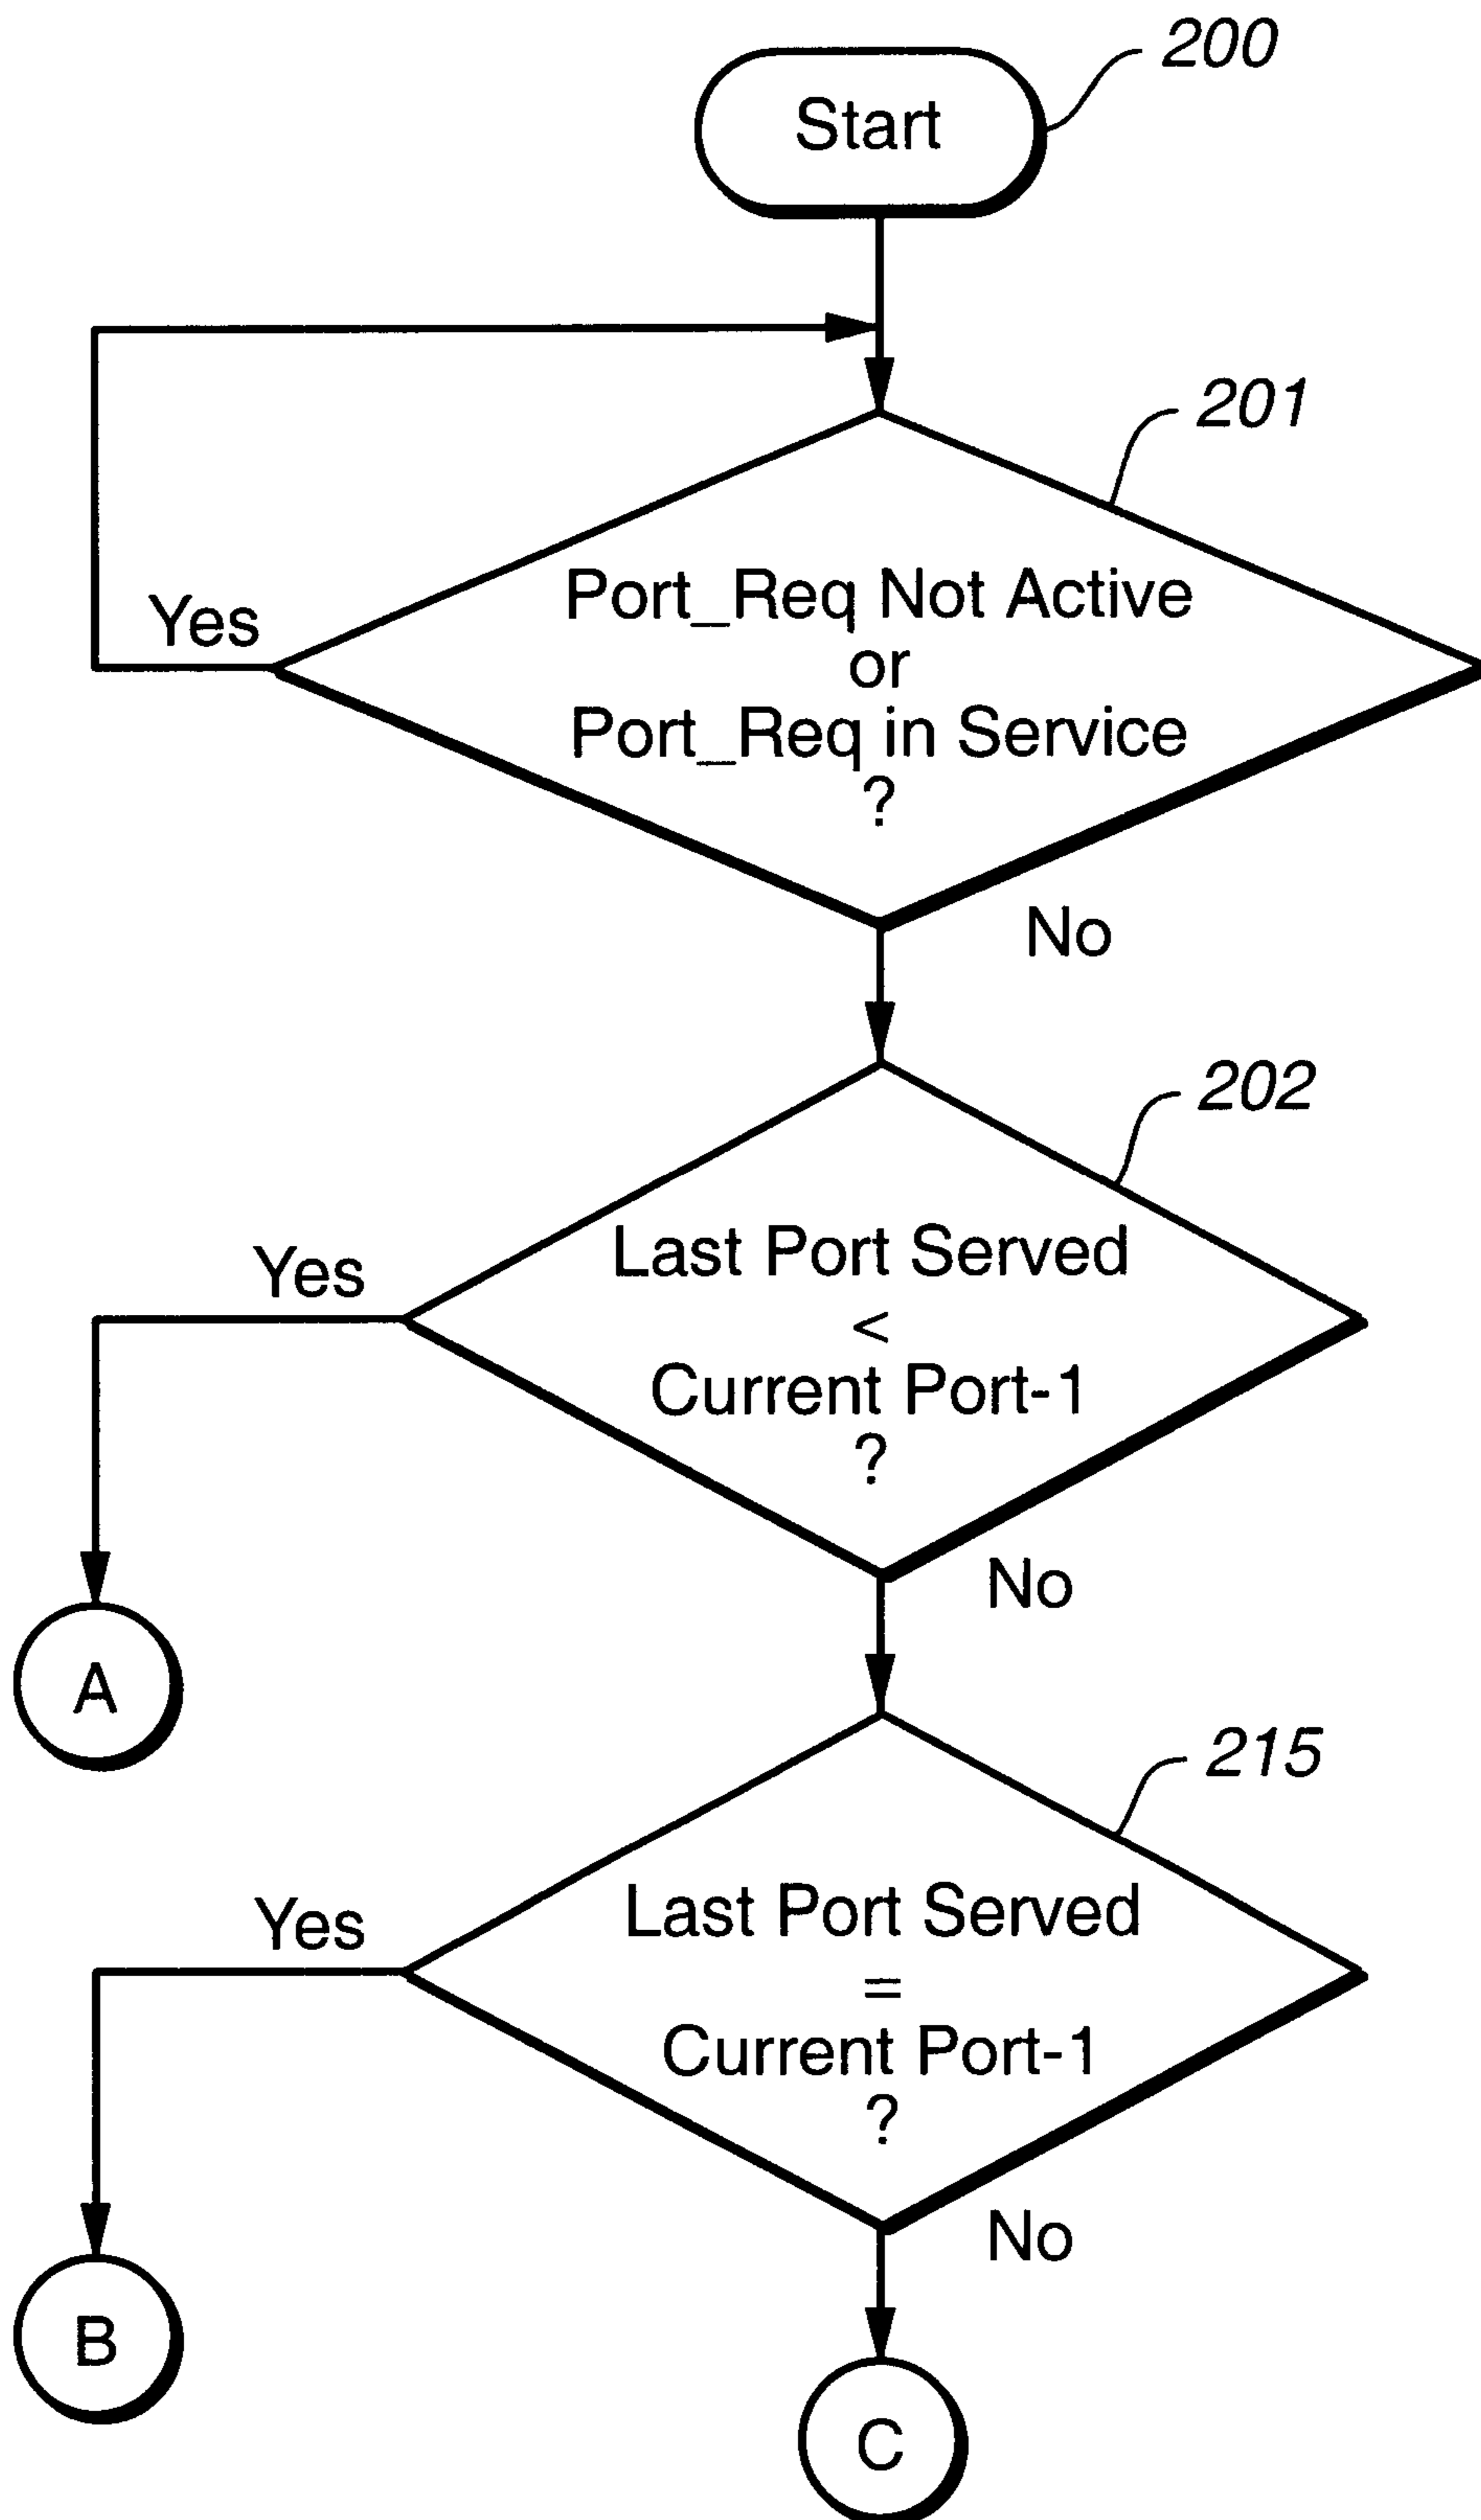 200
Start
201
Port_Req Not Active
or
Port_Req in Service
?
Yes
No
202
Last Port Served
<
Current Port-1
?
Yes
No
A
215
Last Port Served
=
Current Port-1
?
Yes
No
B
C